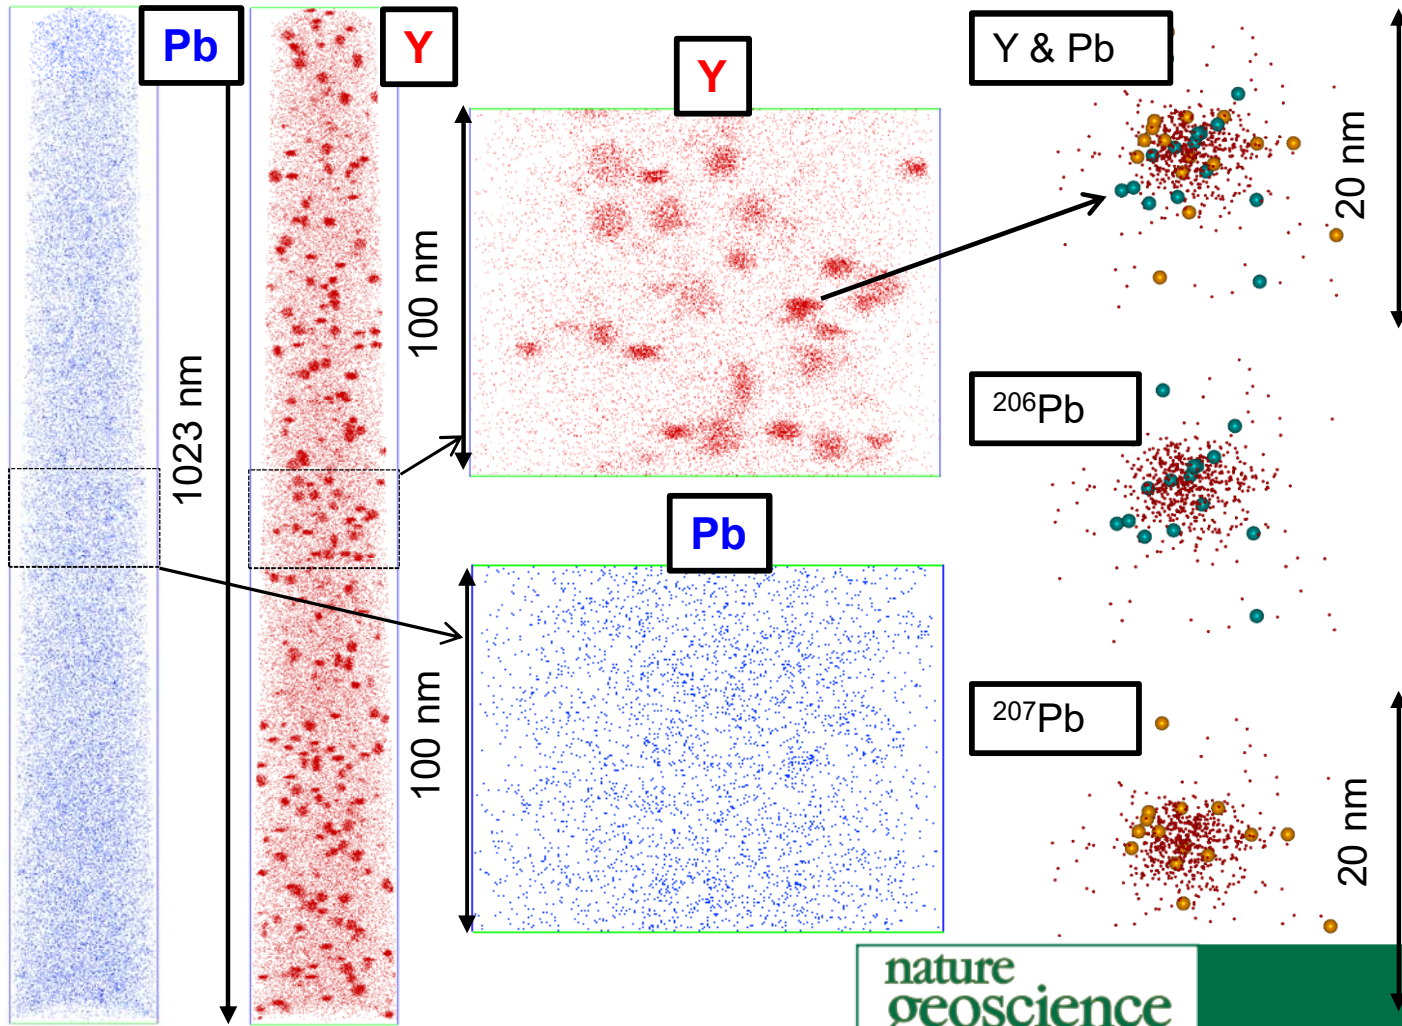 Pb
1023 nm
Y
Y
100 nm
Pb
100 nm
Y & Pb
20 nm
²⁰⁶Pb
²⁰⁷Pb
20 nm
nature
geoscience